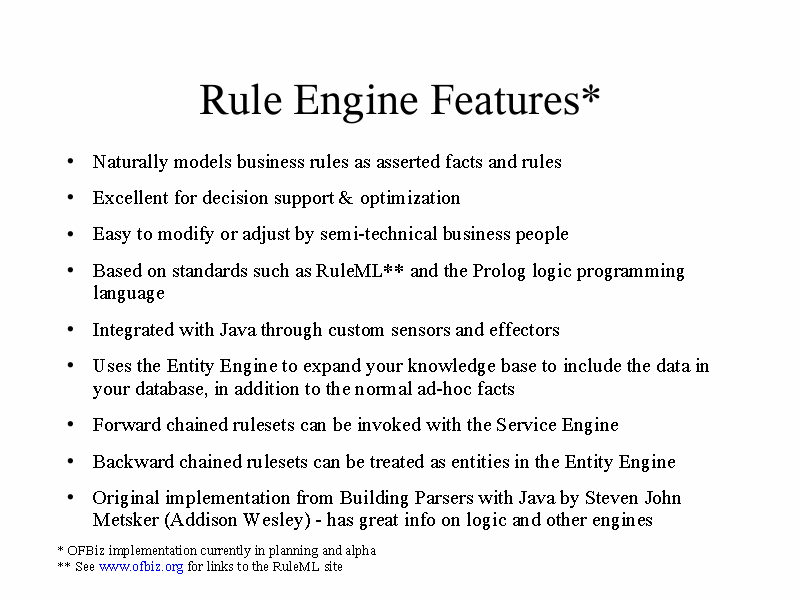 Rule Engine Features*
• Naturally models business rules as asserted facts and rules
• Excellent for decision support & optimization
• Easy to modify or adjust by semi-technical business people
• Based on standards such as RuleML** and the Prolog logic programming
language
• Integrated with Java through custom sensors and effectors
• Uses the Entity Engine to expand your knowledge base to include the data in
your database, in addition to the normal ad-hoc facts
• Forward chained rulesets can be invoked with the Service Engine
• Backward chained rulesets can be treated as entities in the Entity Engine
• Original implementation from Building Parsers with Java by Steven John
Metsker (Addison Wesley) - has great info on logic and other engines
* OFBiz implementation currently in planning and alpha
** See www.ofbiz.org for links to the RuleML site